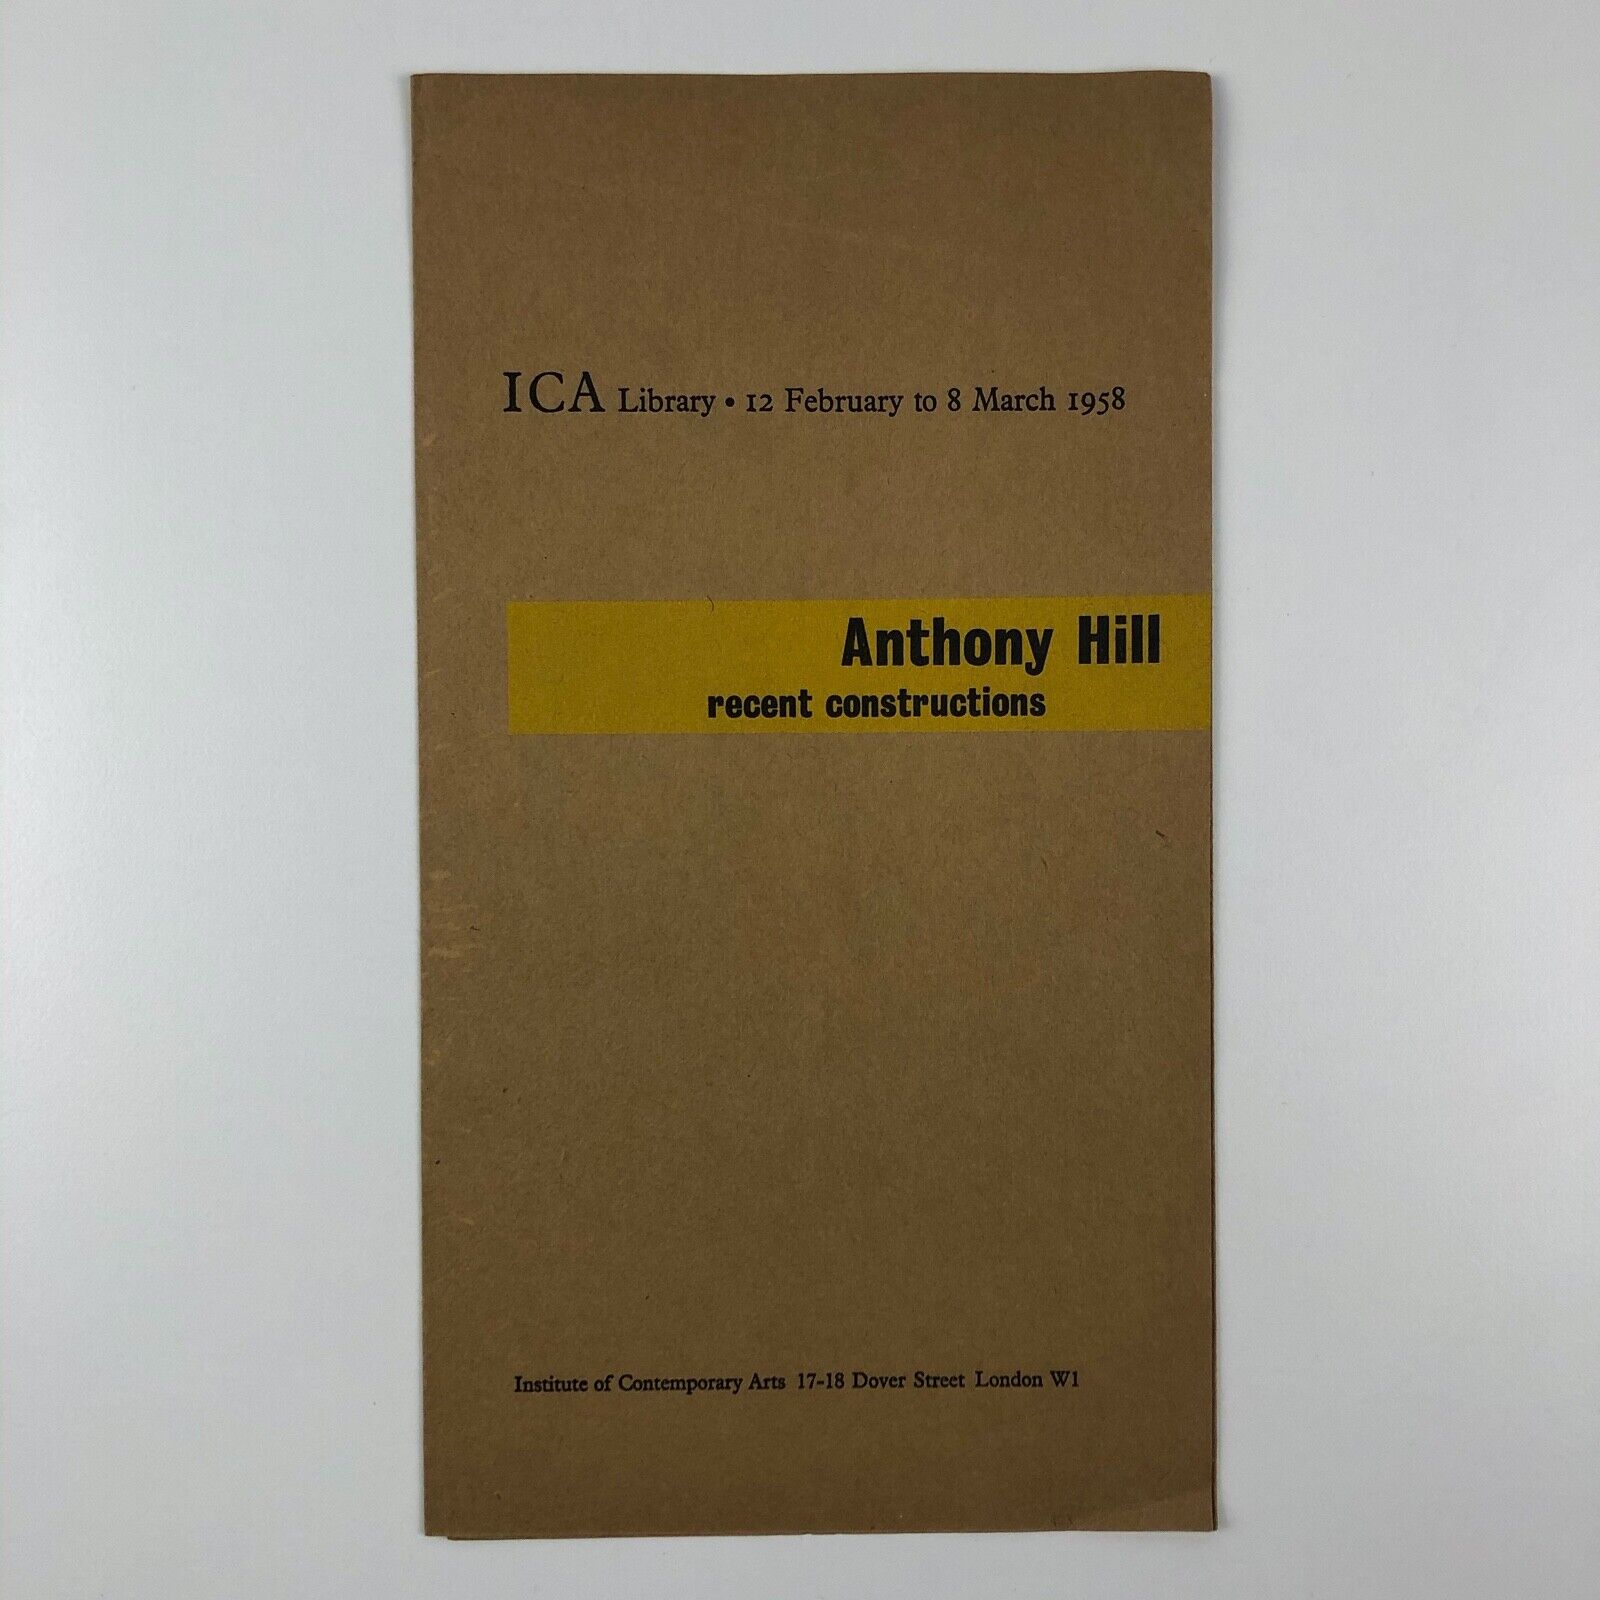 ICA Library • 12 February to 8 March 1958
Anthony Hill
recent constructions
Institute of Contemporary Arts 17-18 Dover Street London W1